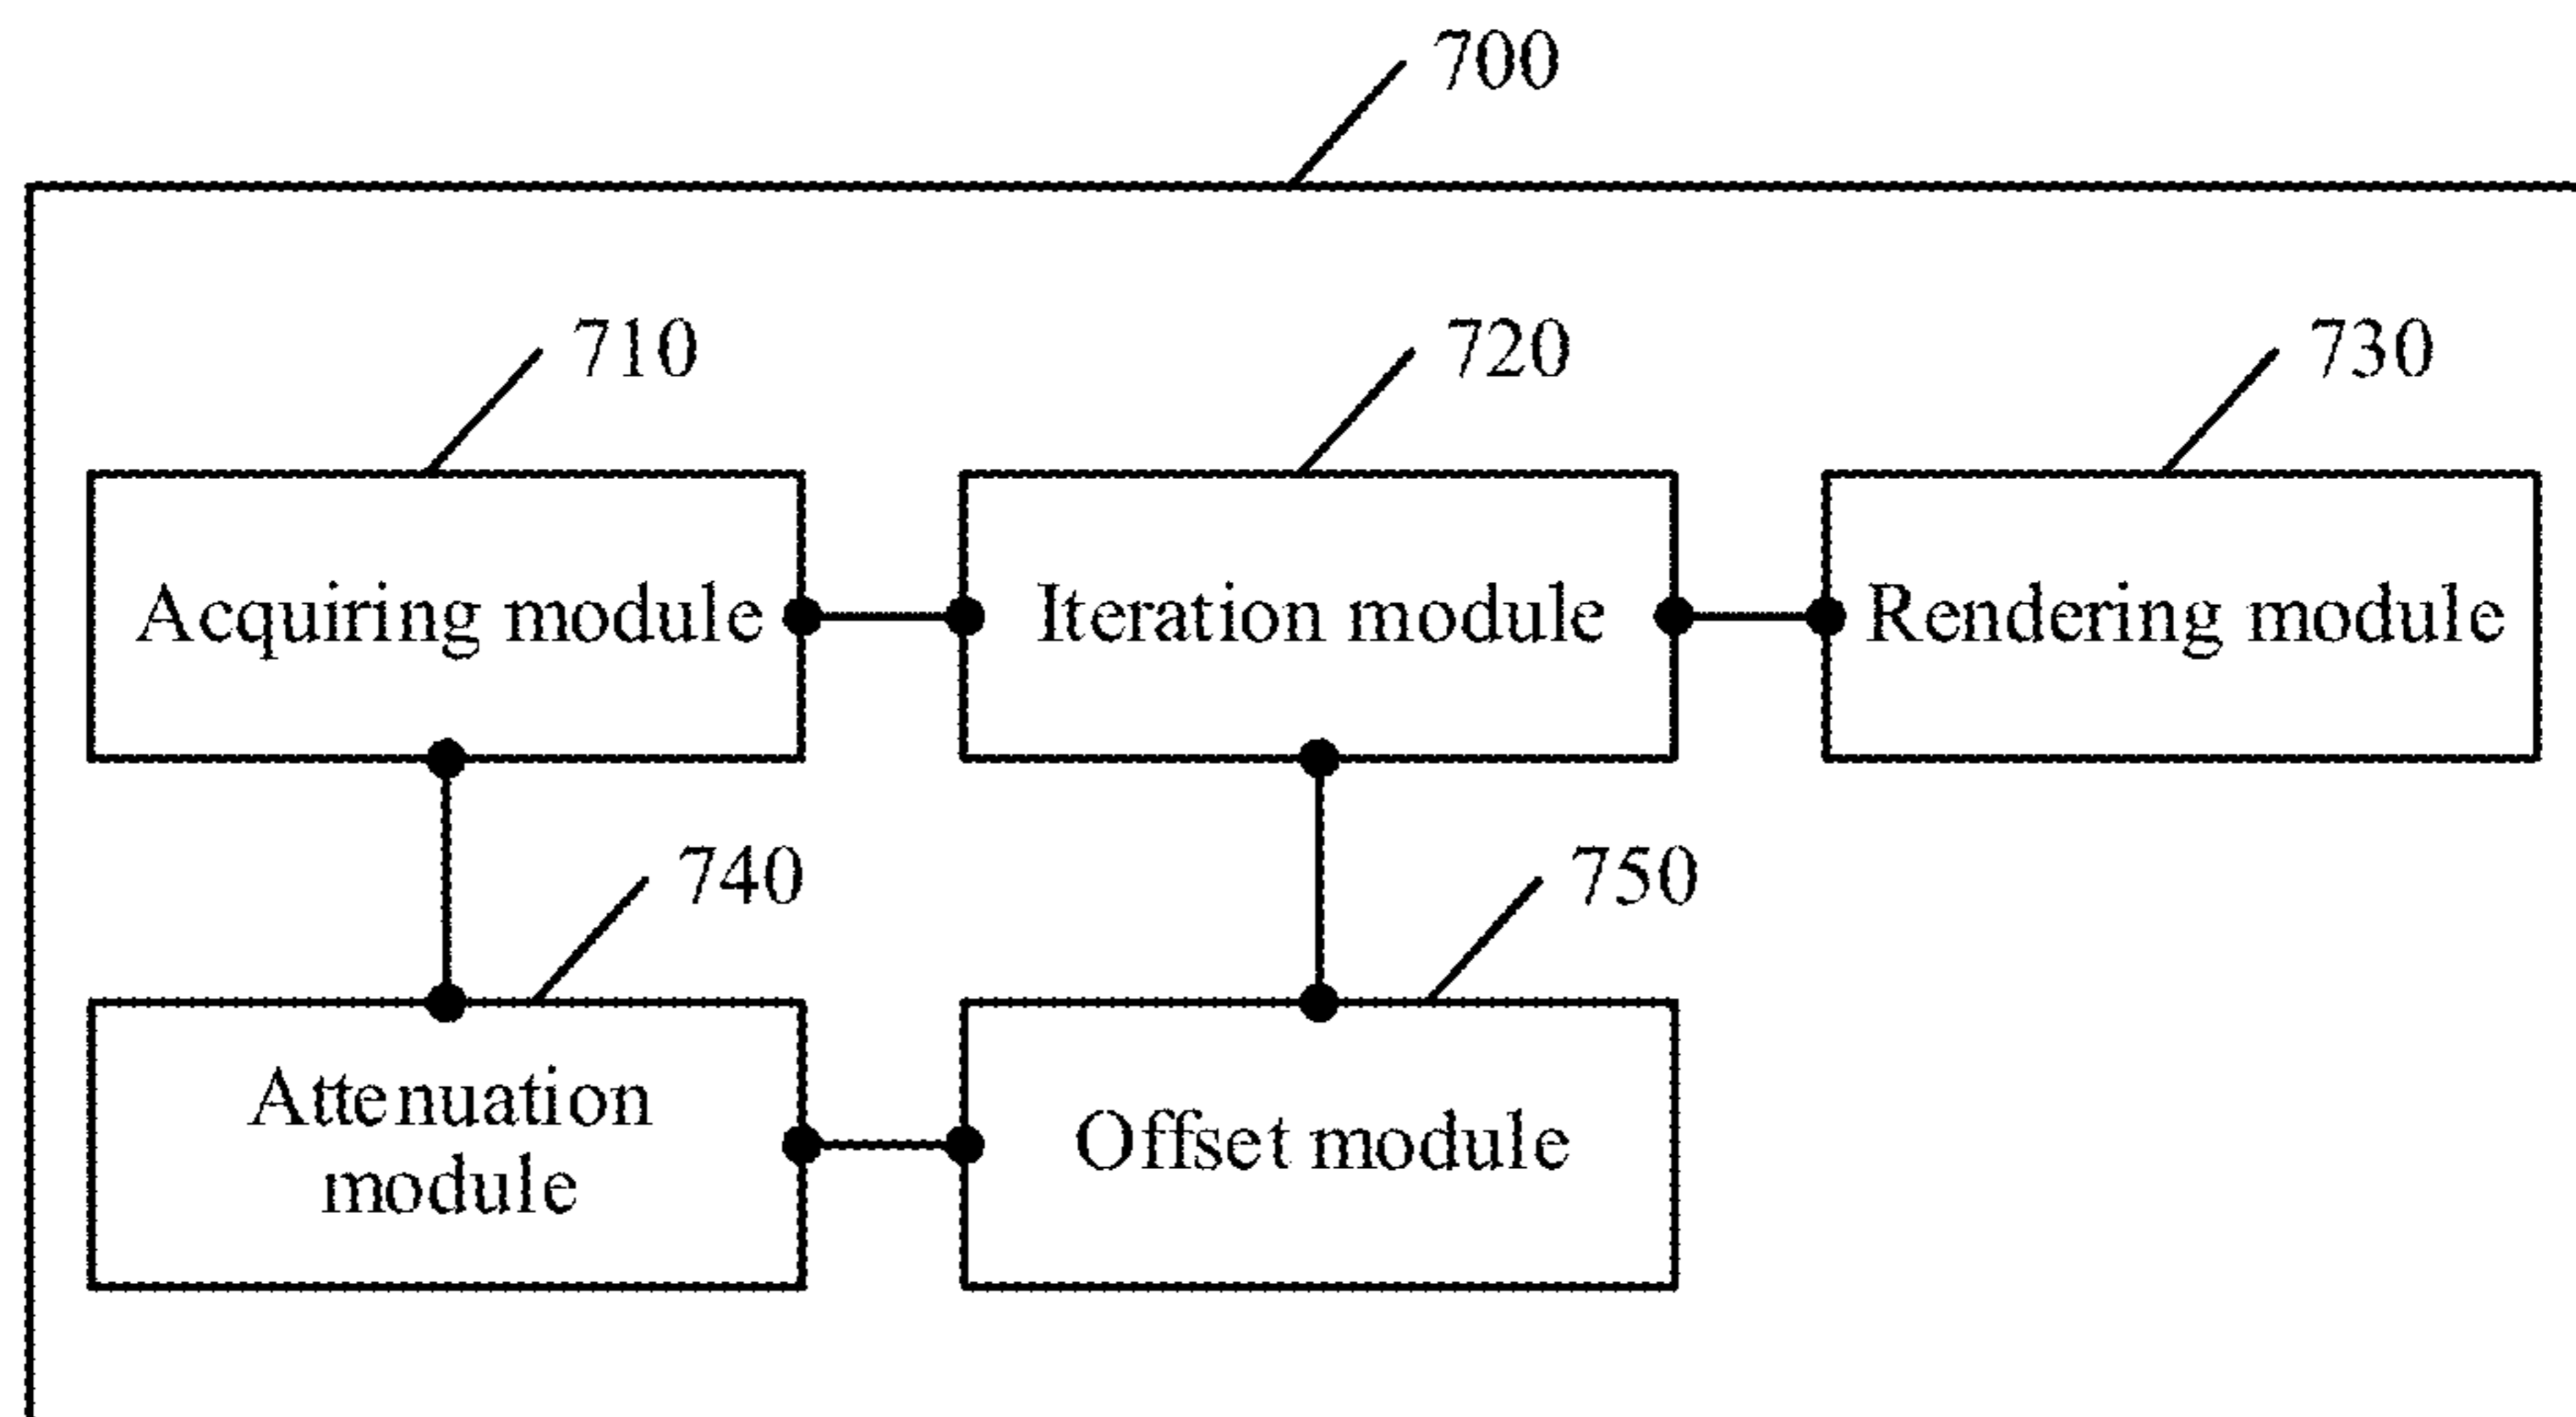 700
710
720
730
Acquiring module
Iteration module
Rendering module
740
750
Attenuation
module
Offset module